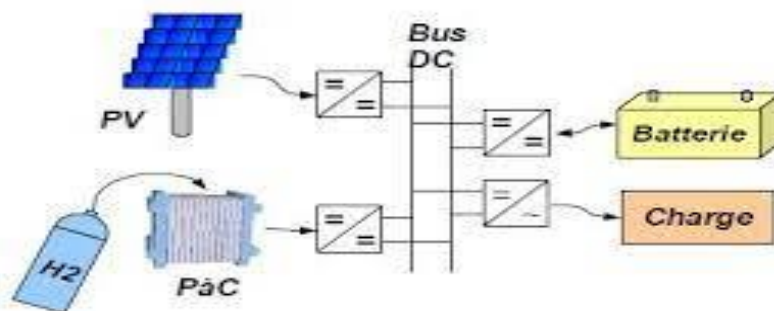 Bus
DC
PV
Batterie
H2
PàC
Charge